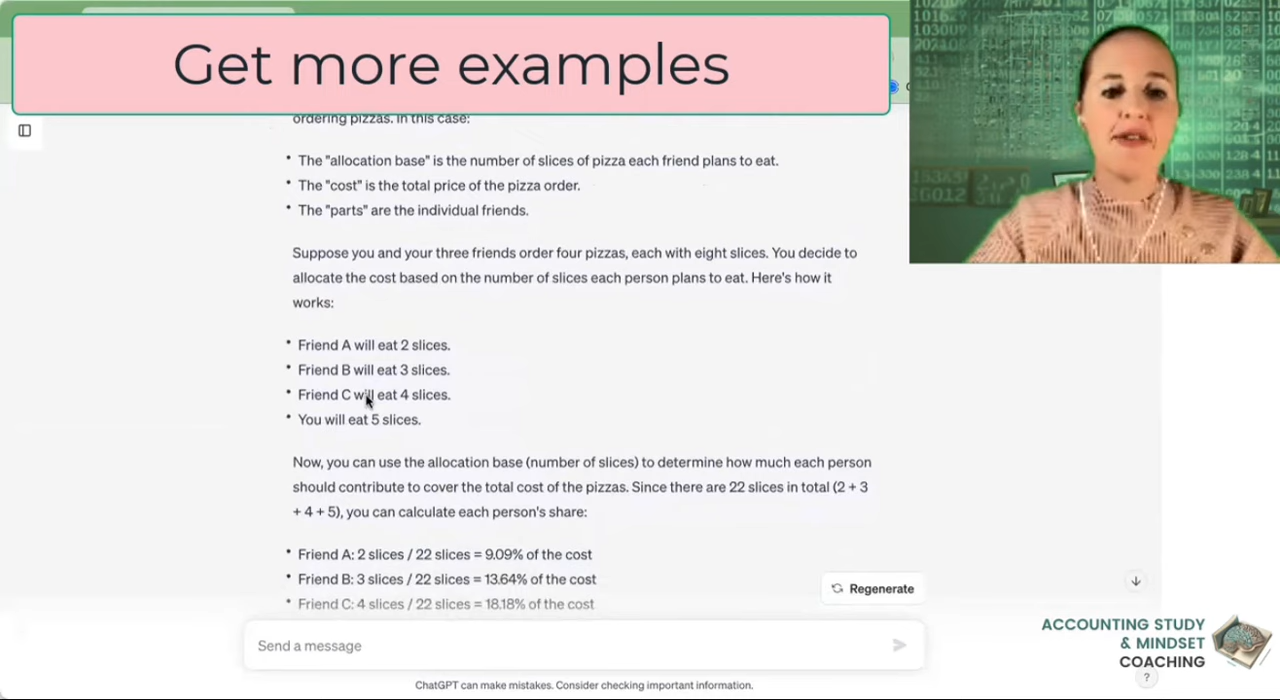 Get more examples
ordering pizzas. In this case:
• The "allocation base" is the number of slices of pizza each friend plans to eat.
• The "cost" is the total price of the pizza order.
• The "parts" are the individual friends.
Suppose you and your three friends order four pizzas, each with eight slices. You decide to
allocate the cost based on the number of slices each person plans to eat. Here's how it
works:
• Friend A will eat 2 slices.
• Friend B will eat 3 slices.
• Friend C will eat 4 slices.
• You will eat 5 slices.
Now, you can use the allocation base (number of slices) to determine how much each person
should contribute to cover the total cost of the pizzas. Since there are 22 slices in total (2 + 3
+ 4 + 5), you can calculate each person's share:
• Friend A: 2 slices / 22 slices = 9.09% of the cost
• Friend B: 3 slices / 22 slices = 13.64% of the cost
• Friend C: 4 slices / 22 slices = 18.18% of the cost
Regenerate
Send a message
ChatGPT can make mistakes. Consider checking important information.
?
ACCOUNTING STUDY
& MINDSET
COACHING